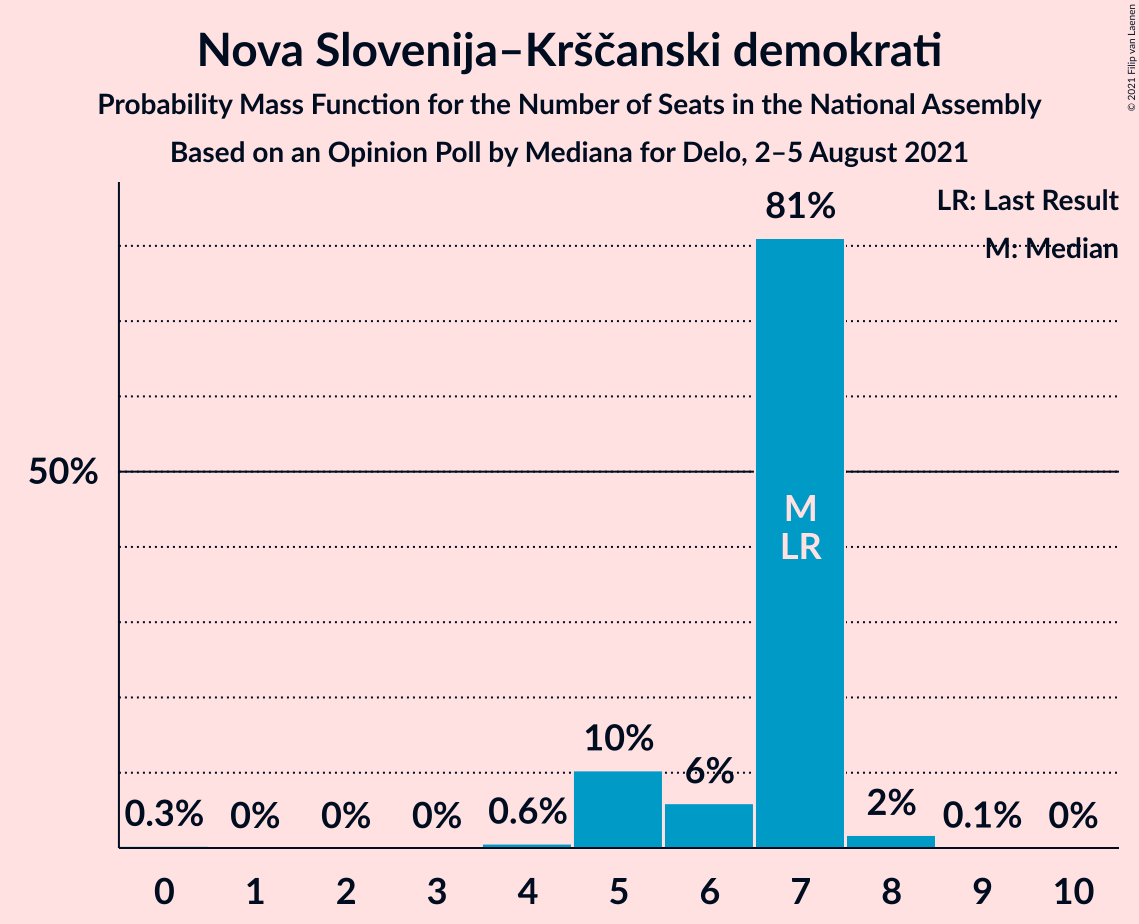 Nova Slovenija–Krščanski demokrati
Probability Mass Function for the Number of Seats in the National Assembly
Based on an Opinion Poll by Mediana for Delo, 2–5 August 2021
© 2021 Filip van Laenen
LR: Last Result
M: Median
81%
50%
M
LR
10%
6%
0.3% 0% 0% 0% 0.6% 2% 0.1% 0%
0 1 2 3 4 5 6 7 8 9 10